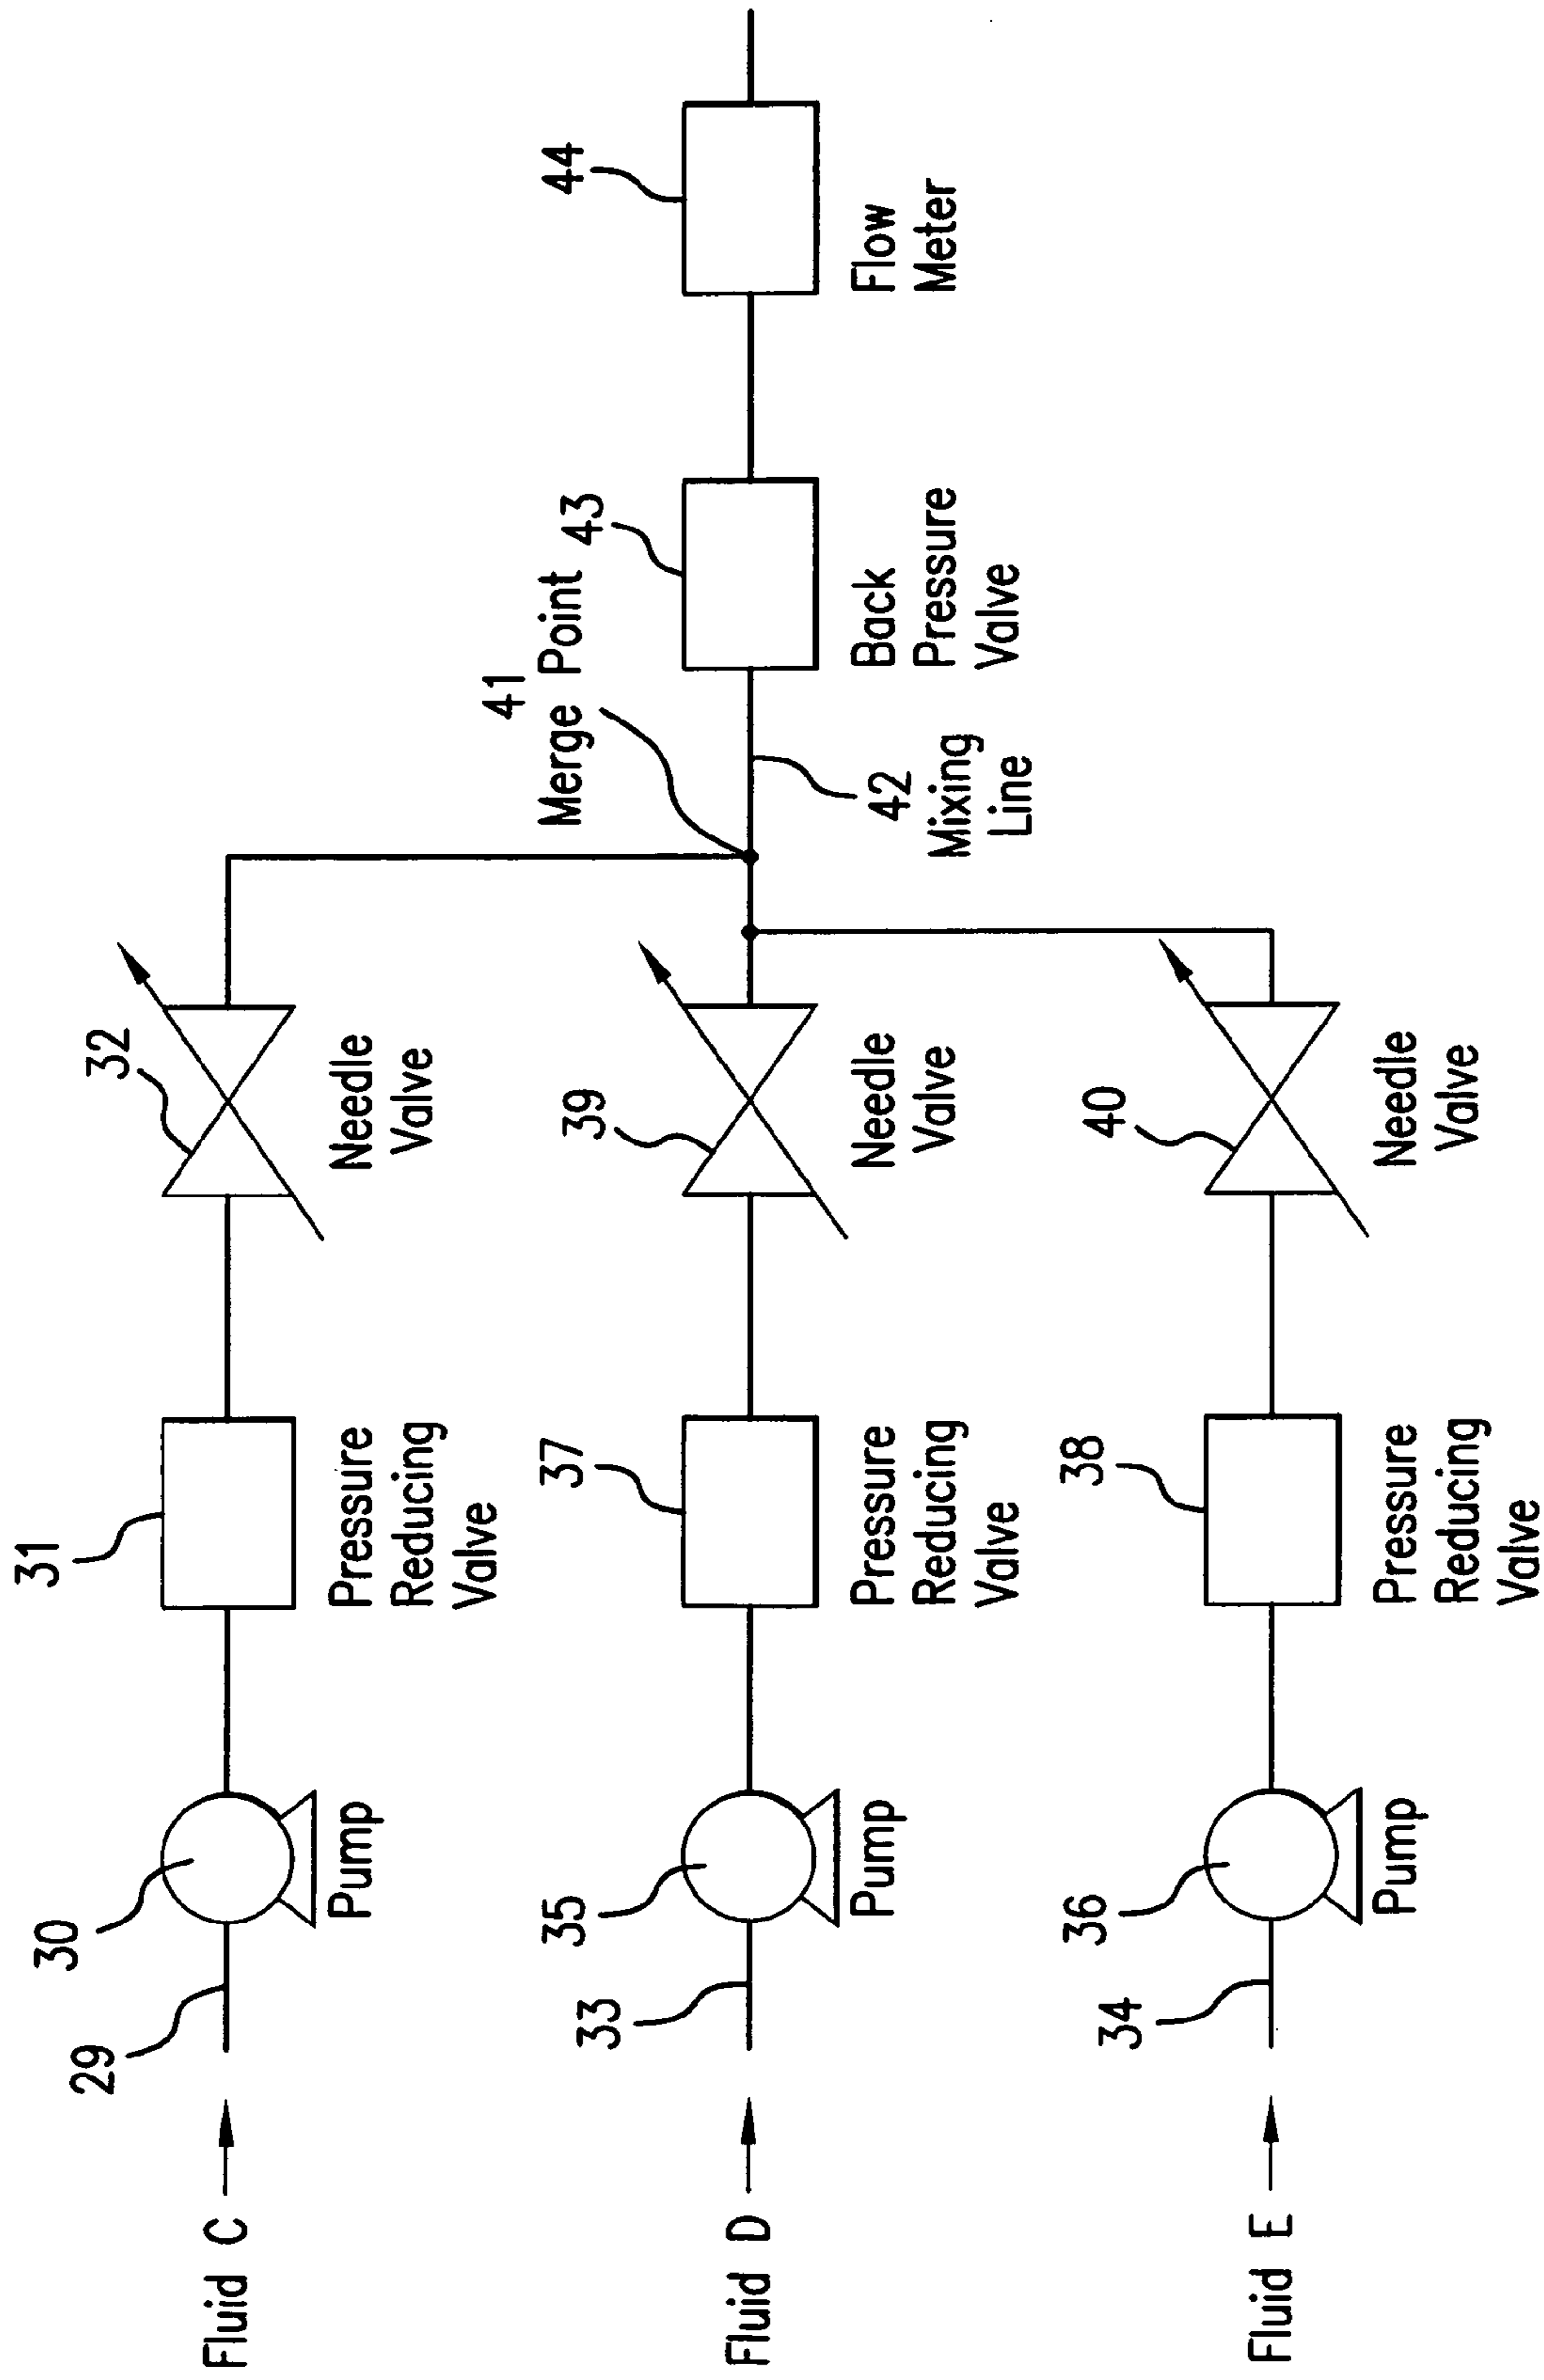 Fluid C
29
30
Pump
31
Pressure
Reducing
Valve
32
Needle
Valve
Fluid D
33
35
Pump
37
Pressure
Reducing
Valve
39
Needle
Valve
41
Merge Point
42
Mixing
Line
43
Back
Pressure
Valve
44
Flow
Meter
Fluid E
34
36
Pump
38
Pressure
Reducing
Valve
40
Needle
Valve